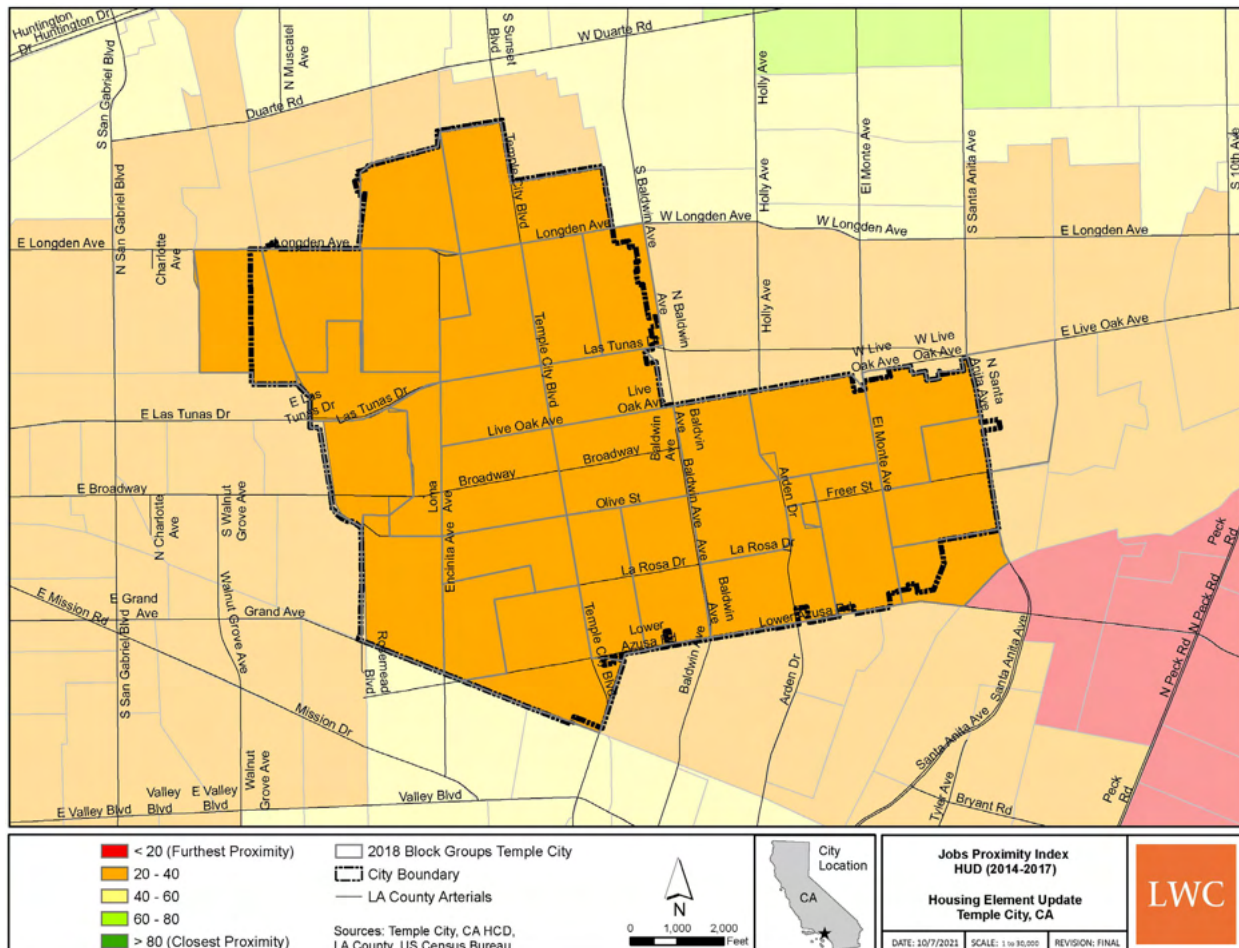 Huntington
Dr
Huntington Dr
N Muscatel
Ave
S Sunset
Blvd
W Duarte Rd
Duarte Rd
S San Gabriel Blvd
N San Gabriel Blvd
Holly Ave
Holly Ave
Holly Ave
El Monte Ave
S Santa Anita Ave
S 10th Ave
S Baldwin Ave
Temple City Blvd
E Longden Ave
Charlotte
Ave
Longden Ave
Longden Ave
W Longden Ave
W Longden Ave
E Longden Ave
Ave
N Baldwin
E Live Oak Ave
W Live
Oak Ave
W Live
Oak Ave
N Santa
Anita Ave
Las Tunas D
Temple City Blvd
E Las Tunas Dr
E Las
Tunas Dr
Las Tunas Dr
Live
Oak Av
Live Oak Ave
Broadway
Broadway
Baldwin
Ave
Baldwin
Ave
E Broadway
N Charlotte
Ave
S Walnut
Grove Ave
Loma
Ave
Encinita Ave
Olive St
Baldwin Ave
Arden Dr
El Monte Ave
Freer St
La Rosa Dr
La Rosa Dr
E Mission Rd
E Grand
Ave
Grand Ave
Walnut Grove Ave
S San Gabriel Blvd
Rosemead
Blvd
Temple City
Blvd
Lower
Azusa Rd
Ave
Baldwin
Lower Azusa Rd
Baldwin Ave
Arden Dr
Santa Anita Ave
Santa Anita Ave
Peck
Rd
N Peck Rd
N Peck Rd
Mission Dr
Walnut
Grove Ave
E Valley Blvd
Valley
Blvd
E Valley
Blvd
Valley Blvd
Tyler Ave
Bryant Rd
Peck
Rd
< 20 (Furthest Proximity)
20 - 40
40 - 60
60 - 80
> 80 (Closest Proximity)
2018 Block Groups Temple City
City Boundary
LA County Arterials
Sources: Temple City, CA HCD,
LA County, US Census Bureau
N
0 1,000 2,000
Feet
City
Location
CA
Jobs Proximity Index
HUD (2014-2017)
Housing Element Update
Temple City, CA
DATE: 10/7/2021
SCALE: 1 to 30,000
REVISION: FINAL
LWC